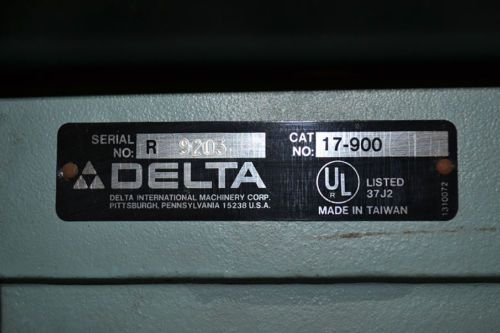 SERIAL NO: R 9203
CAT NO: 17-900
DELTA
DELTA INTERNATIONAL MACHINERY CORP.
PITTSBURGH, PENNSYLVANIA 15238 U.S.A.
UL
R
LISTED
37J2
MADE IN TAIWAN
1310072